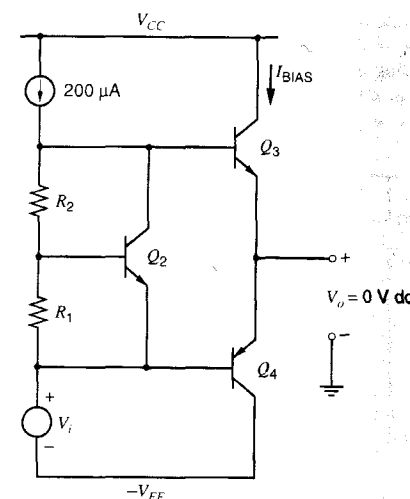 V_CC
200 μA
I_BIAS
Q_3
R_2
Q_2
R_1
+
V_o = 0 V dc
−
Q_4
+
V_i
−
−V_EE